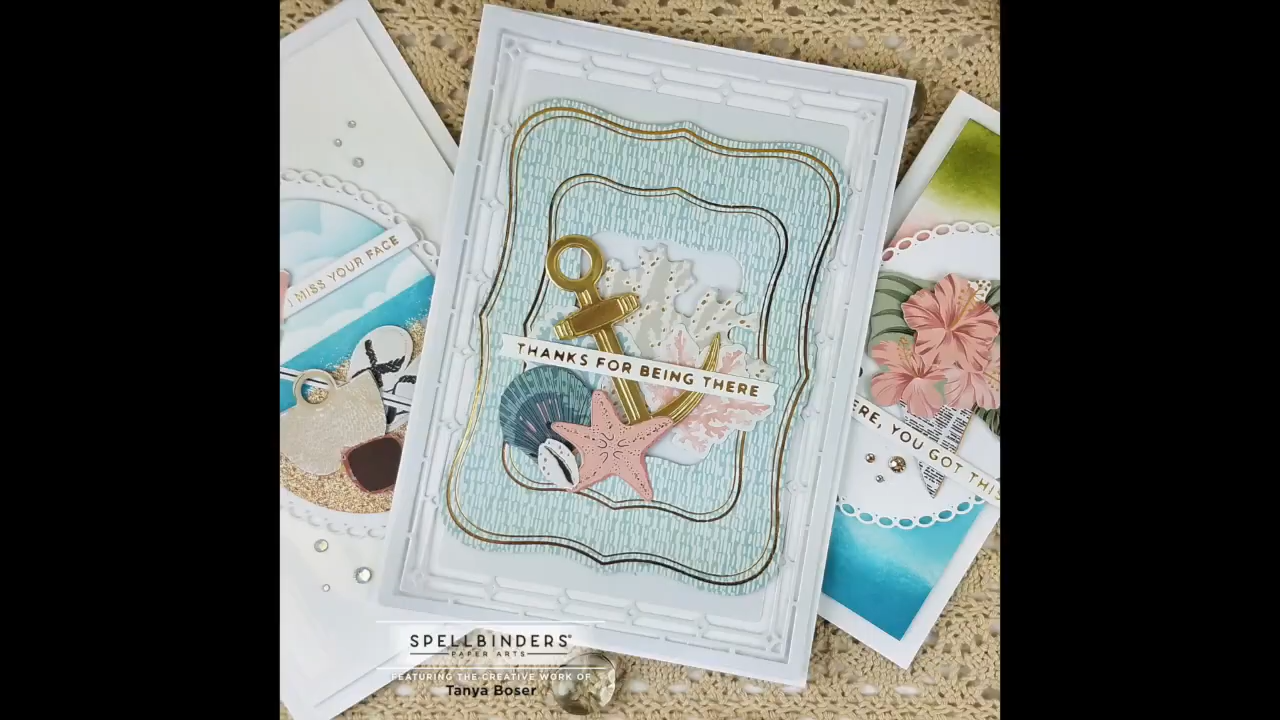 I MISS YOUR FACE
THANKS FOR BEING THERE
ERE, YOU GOT THIS
SPELLBINDERS®
PAPER ARTS
FEATURING THE CREATIVE WORK OF
Tanya Boser